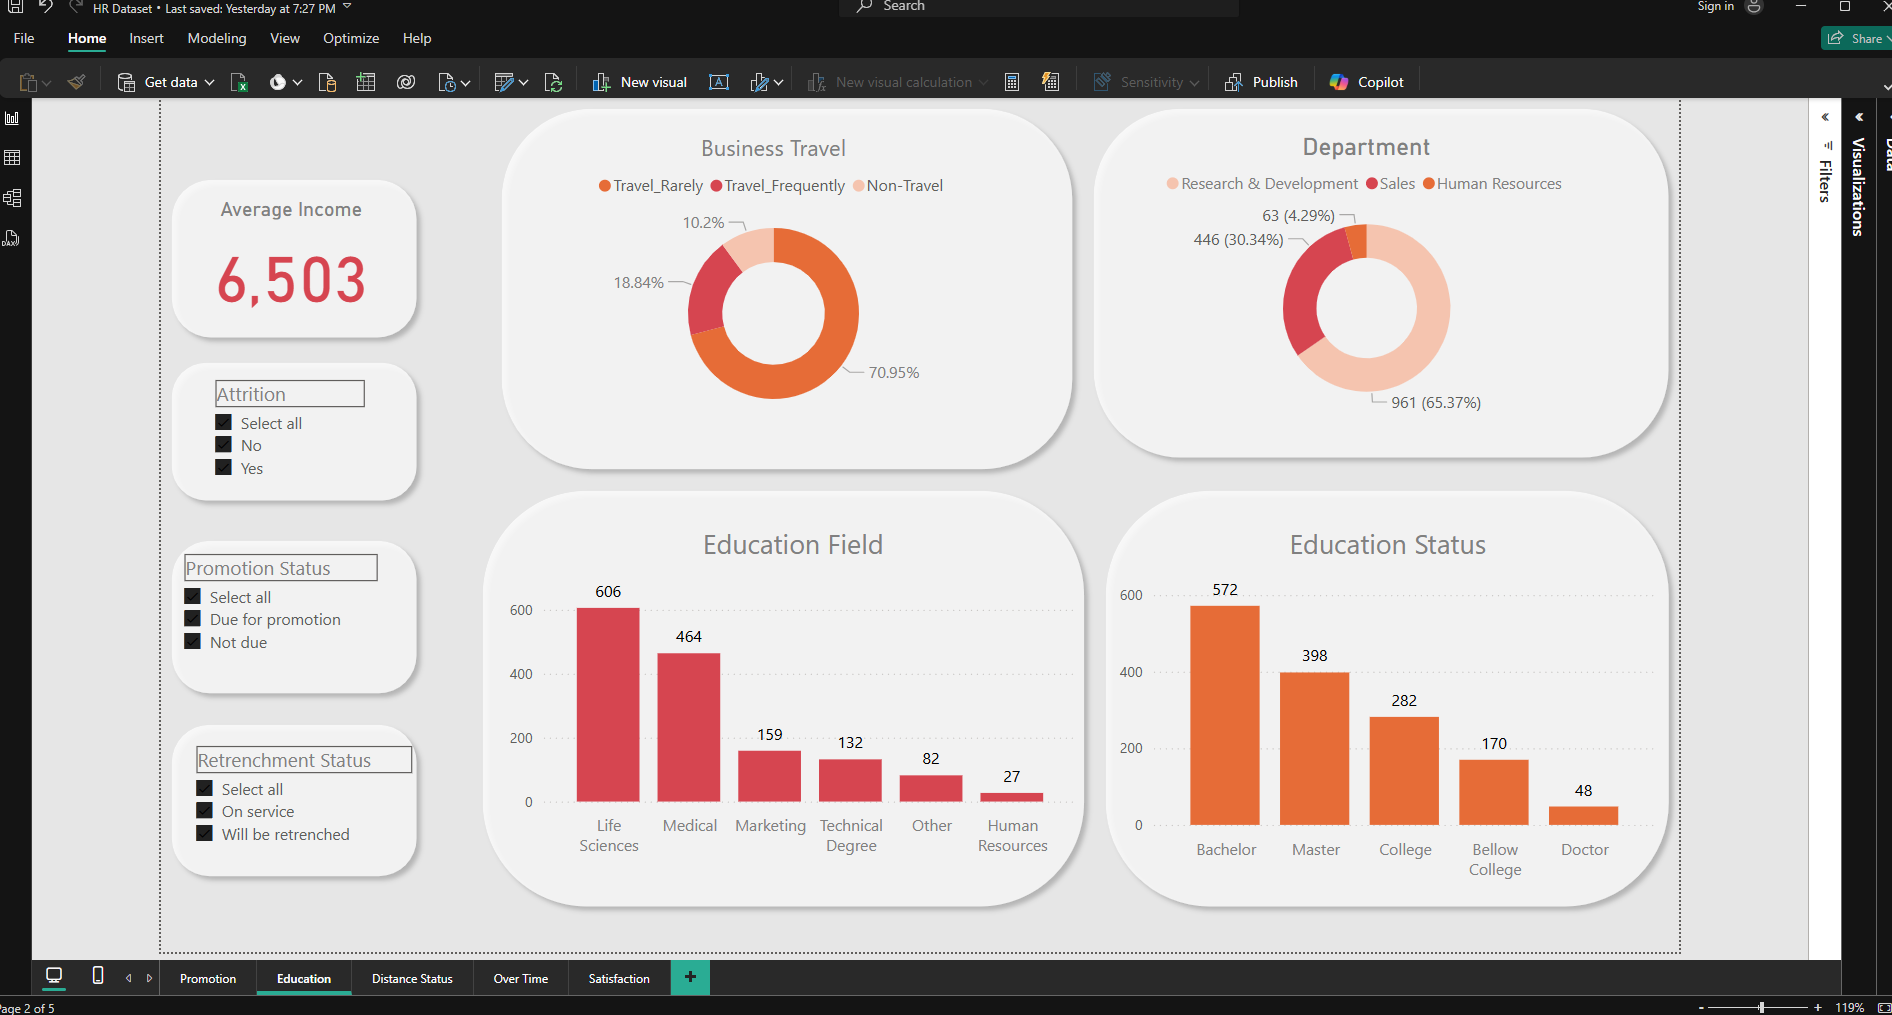 HR Dataset • Last saved: Yesterday at 7:27 PM
Search
Sign in
File
Home
Insert
Modeling
View
Optimize
Help
Share
Get data
New visual
New visual calculation
Sensitivity
Publish
Copilot
Average Income
6,503
Attrition
Select all
No
Yes
Promotion Status
Select all
Due for promotion
Not due
Retrenchment Status
Select all
On service
Will be retrenched
Business Travel
Travel_Rarely Travel_Frequently Non-Travel
10.2%
18.84%
70.95%
Department
Research & Development Sales Human Resources
63 (4.29%)
446 (30.34%)
961 (65.37%)
Education Field
606
600
464
400
200
159
132
82
27
0
Life Sciences
Medical
Marketing
Technical Degree
Other
Human Resources
Education Status
572
600
398
400
282
200
170
48
0
Bachelor
Master
College
Bellow College
Doctor
Filters
Visualizations
Data
Promotion
Education
Distance Status
Over Time
Satisfaction
+
Page 2 of 5
- + 119%